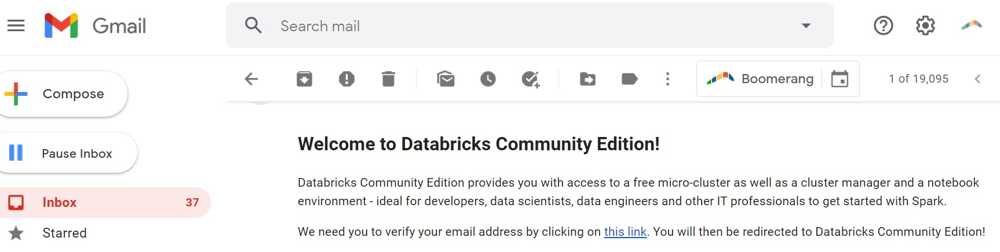 Gmail
Search mail
Compose
Boomerang
1 of 19,095
Pause Inbox
Inbox 37
Starred
Welcome to Databricks Community Edition!
Databricks Community Edition provides you with access to a free micro-cluster as well as a cluster manager and a notebook
environment - ideal for developers, data scientists, data engineers and other IT professionals to get started with Spark.
We need you to verify your email address by clicking on this link. You will then be redirected to Databricks Community Edition!